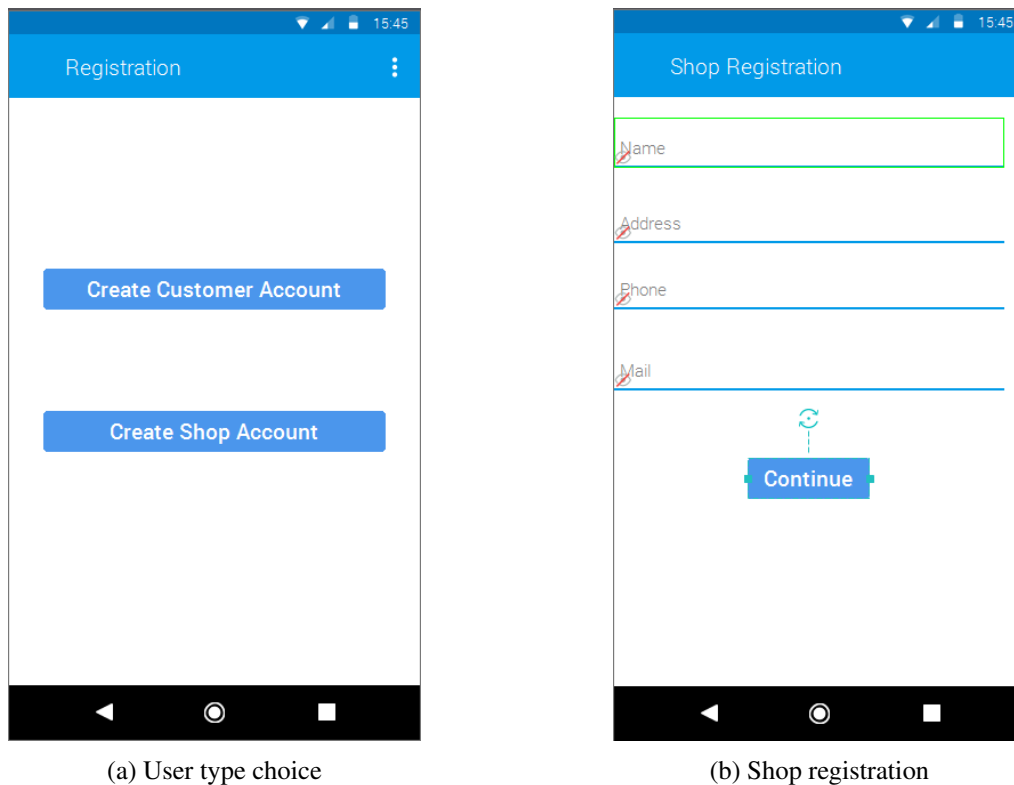 15:45
Registration
Create Customer Account
Create Shop Account
(a) User type choice
15:45
Shop Registration
Name
Address
Phone
Mail
Continue
(b) Shop registration